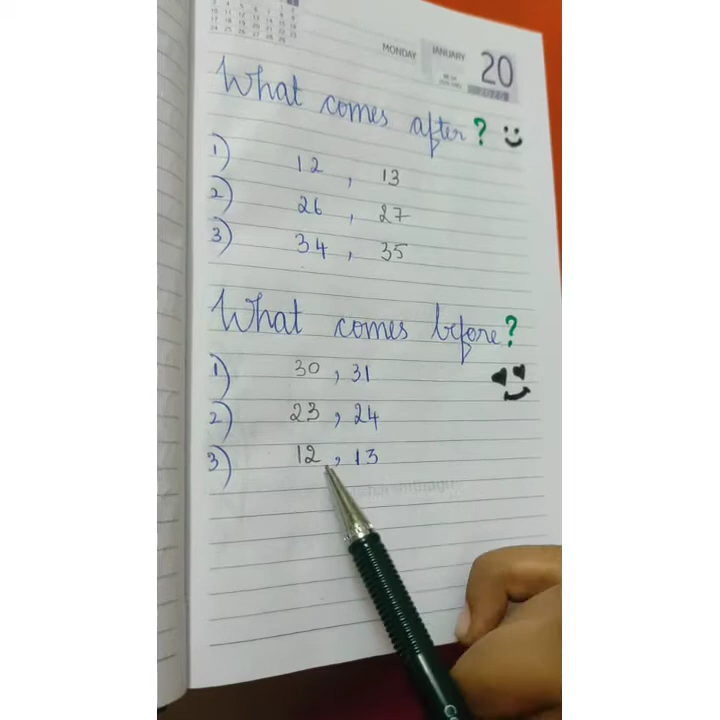 MONDAY JANUARY 20
2020
What comes after ?
1) 12 , 13
2) 26 , 27
3) 34 , 35
What comes before ?
1) 30 , 31
2) 23 , 24
3) 12 , 13